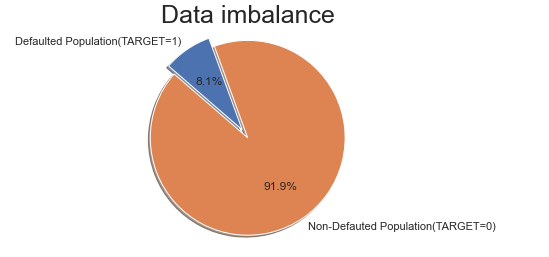 Data imbalance
Defaulted Population(TARGET=1)
8.1%
91.9%
Non-Defauted Population(TARGET=0)